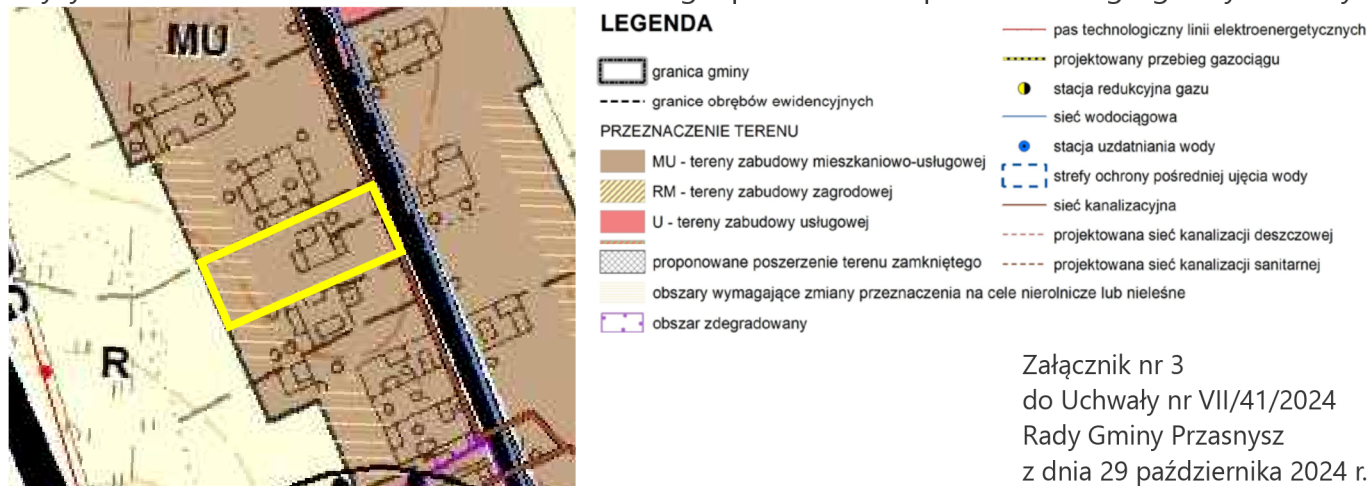 MU
R
LEGENDA
granica gminy
granice obrębów ewidencyjnych
PRZEZNACZENIE TERENU
MU - tereny zabudowy mieszkaniowo-usługowej
RM - tereny zabudowy zagrodowej
U - tereny zabudowy usługowej
proponowane poszerzenie terenu zamkniętego
obszary wymagające zmiany przeznaczenia na cele nierolnicze lub nieleśne
obszar zdegradowany
pas technologiczny linii elektroenergetycznych
projektowany przebieg gazociągu
stacja redukcyjna gazu
sieć wodociągowa
stacja uzdatniania wody
strefy ochrony pośredniej ujęcia wody
sieć kanalizacyjna
projektowana sieć kanalizacji deszczowej
projektowana sieć kanalizacji sanitarnej
Załącznik nr 3
do Uchwały nr VII/41/2024
Rady Gminy Przasnysz
z dnia 29 października 2024 r.